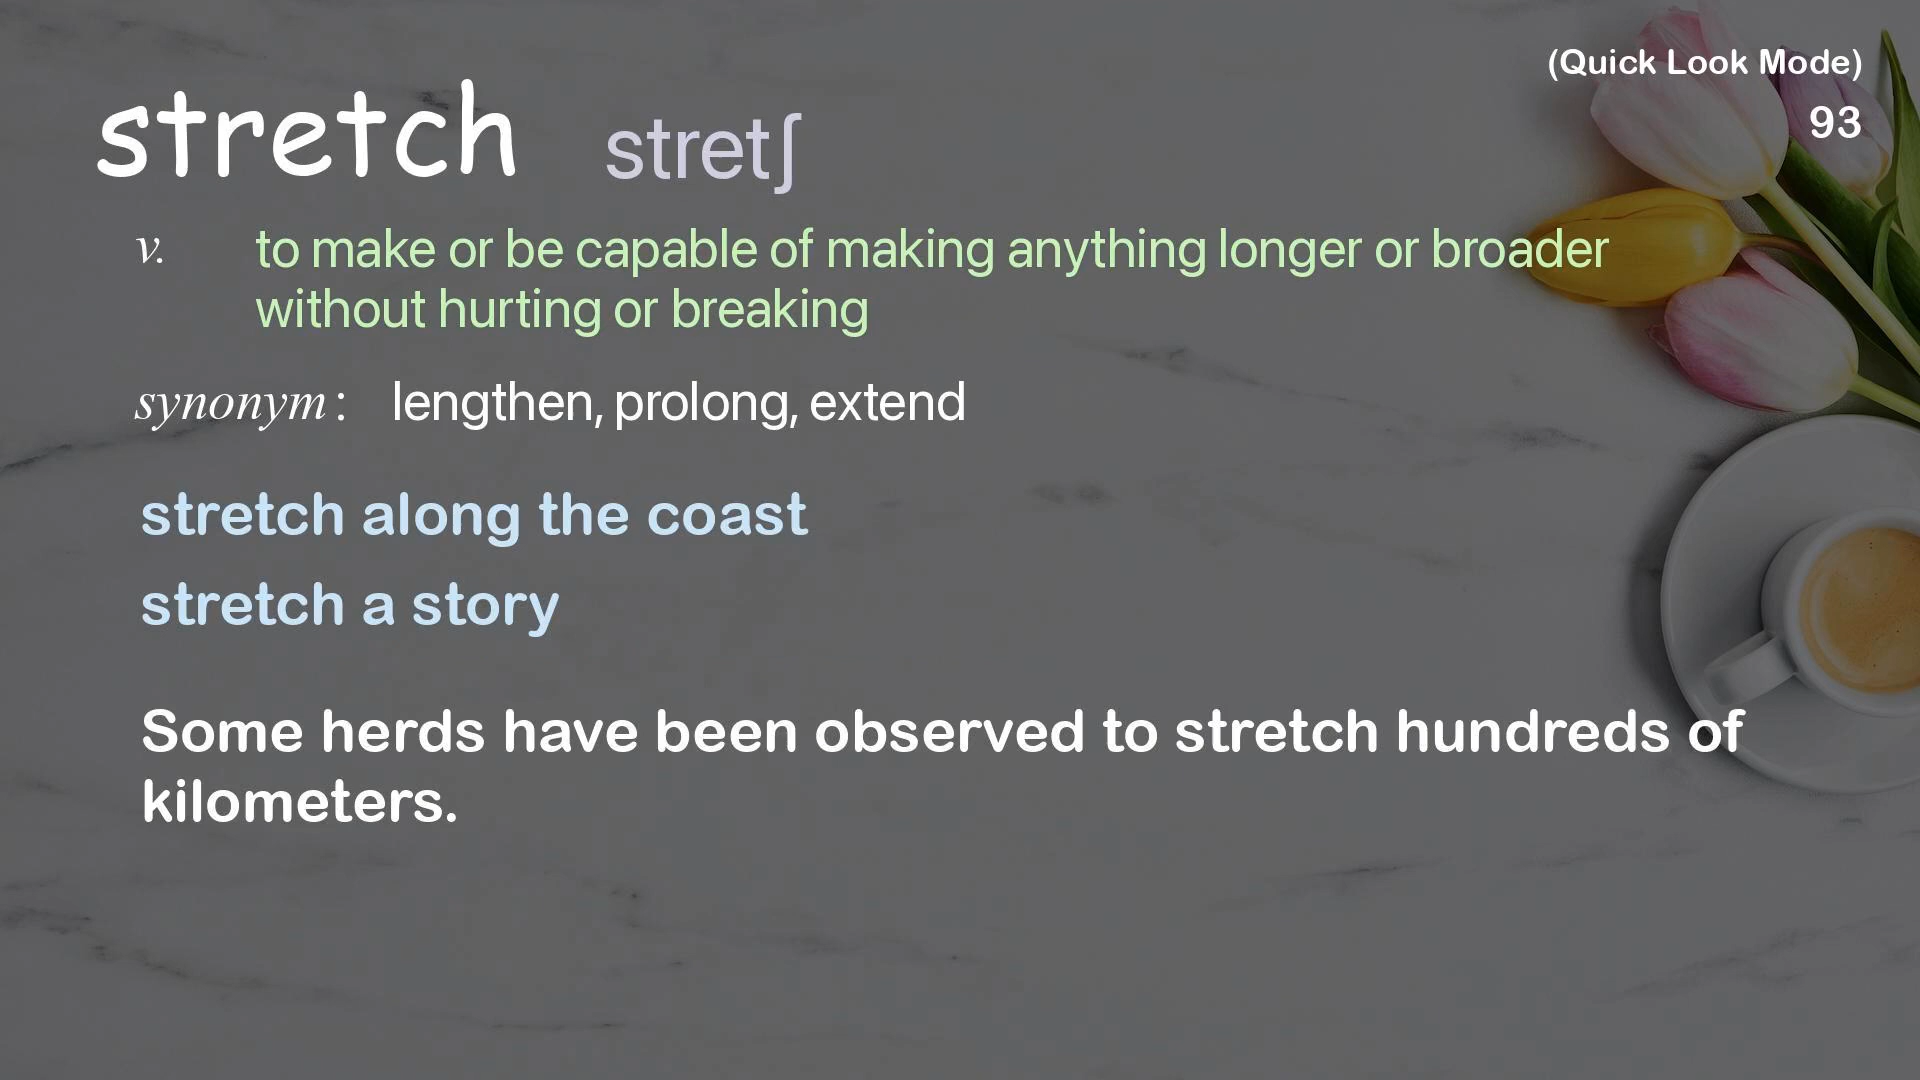 (Quick Look Mode)
93
stretch stretʃ
v. to make or be capable of making anything longer or broader
without hurting or breaking
synonym: lengthen, prolong, extend
stretch along the coast
stretch a story
Some herds have been observed to stretch hundreds of
kilometers.